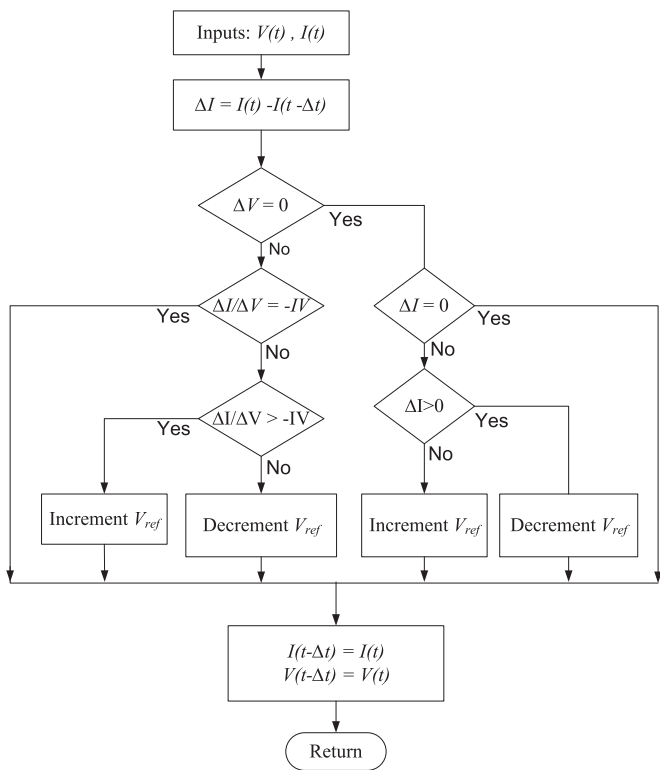 Inputs: V(t) , I(t)
ΔI = I(t) -I(t -Δt)
ΔV = 0
Yes
No
ΔI/ΔV = -IV
Yes
No
ΔI = 0
Yes
No
ΔI/ΔV > -IV
Yes
No
ΔI>0
Yes
No
Increment Vref
Decrement Vref
Increment Vref
Decrement Vref
I(t-Δt) = I(t)
V(t-Δt) = V(t)
Return